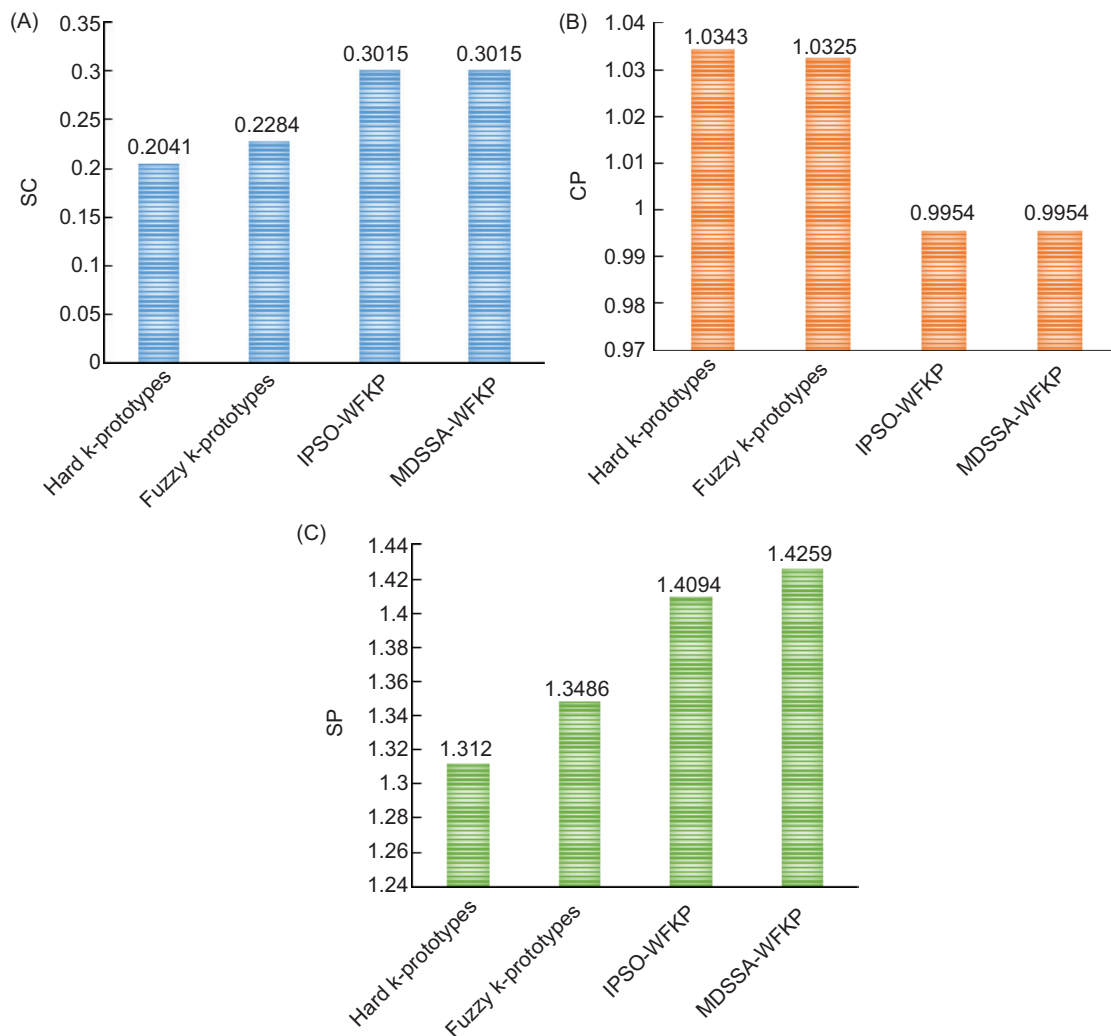 (A)
0.35
0.3
0.25
0.2
0.15
0.1
0.05
0
SC
0.2041
0.2284
0.3015
0.3015
Hard k-prototypes
Fuzzy k-prototypes
IPSO-WFKP
MDSSA-WFKP
(B)
1.04
1.03
1.02
1.01
1
0.99
0.98
0.97
CP
1.0343
1.0325
0.9954
0.9954
Hard k-prototypes
Fuzzy k-prototypes
IPSO-WFKP
MDSSA-WFKP
(C)
1.44
1.42
1.4
1.38
1.36
1.34
1.32
1.3
1.28
1.26
1.24
SP
1.312
1.3486
1.4094
1.4259
Hard k-prototypes
Fuzzy k-prototypes
IPSO-WFKP
MDSSA-WFKP